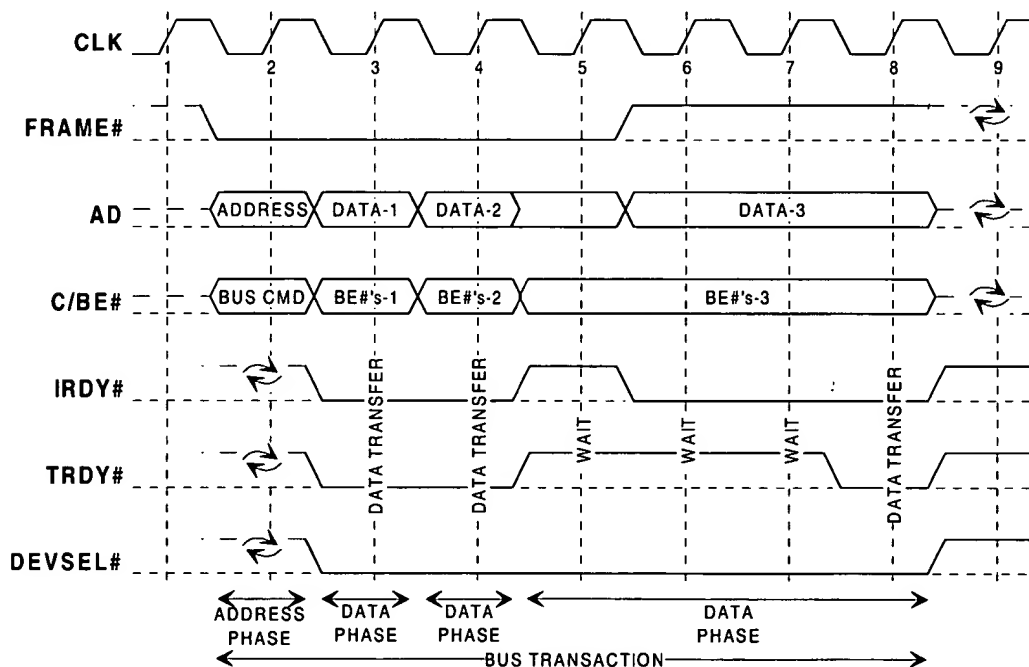 CLK
1 2 3 4 5 6 7 8 9
FRAME#
AD
ADDRESS DATA-1 DATA-2 DATA-3
C/BE#
BUS CMD BE#'s-1 BE#'s-2 BE#'s-3
IRDY#
TRDY#
DATA TRANSFER
DATA TRANSFER
WAIT
WAIT
WAIT
DATA TRANSFER
DEVSEL#
ADDRESS
PHASE
DATA
PHASE
DATA
PHASE
DATA
PHASE
BUS TRANSACTION